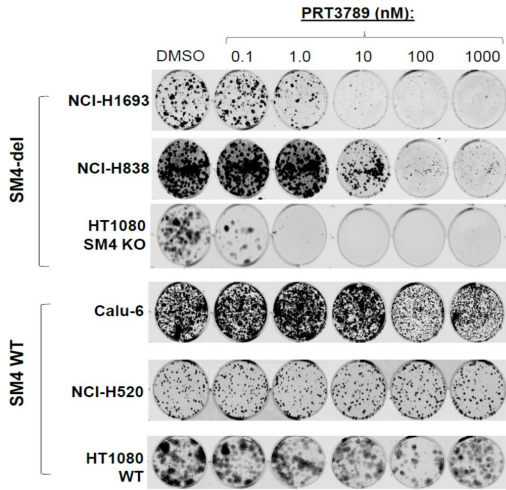 PRT3789 (nM):
DMSO 0.1 1.0 10 100 1000
SM4-del
NCI-H1693
NCI-H838
HT1080
SM4 KO
SM4 WT
Calu-6
NCI-H520
HT1080
WT